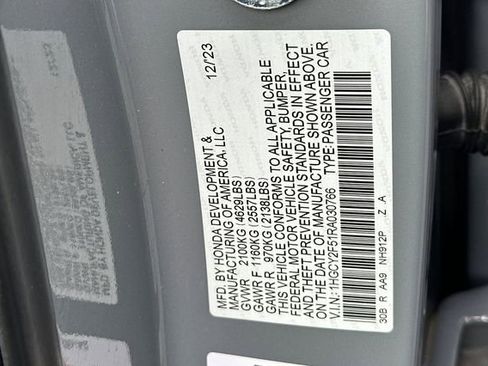 MFD. BY HONDA DEVELOPMENT &
MANUFACTURING OF AMERICA, LLC 12/23
GVWR 2100KG (4629LBS)
GAWR F 1160KG (2557LBS)
GAWR R 970KG (2138LBS)
THIS VEHICLE CONFORMS TO ALL APPLICABLE
FEDERAL MOTOR VEHICLE SAFETY, BUMPER,
AND THEFT PREVENTION STANDARDS IN EFFECT
ON THE DATE OF MANUFACTURE SHOWN ABOVE.
V.I.N.: 1HGCY2F51RA030766 TYPE: PASSENGER CAR
30B R AA9 NH912P Z A